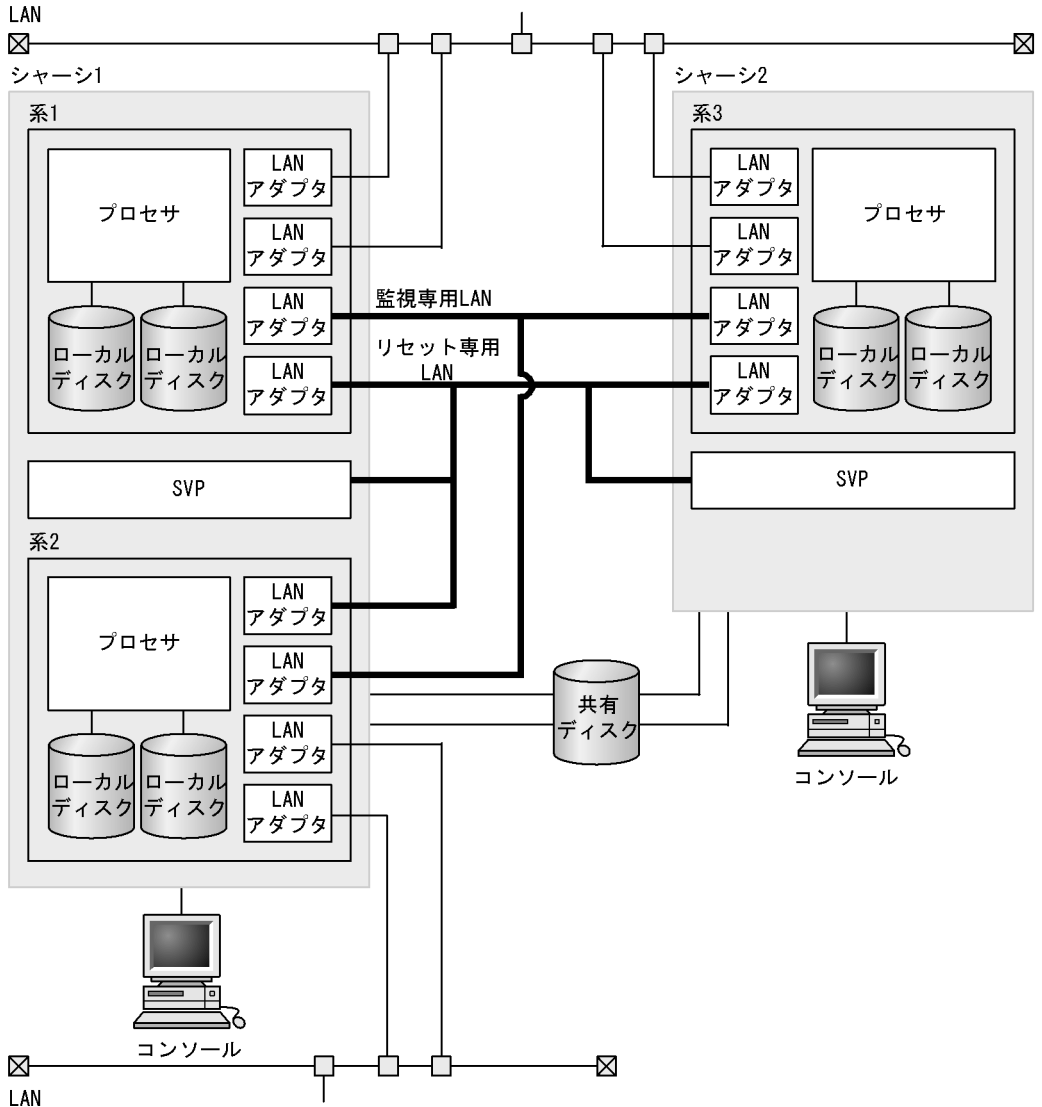 LAN
シャーシ1
系1
プロセサ
LAN
アダプタ
LAN
アダプタ
LAN
アダプタ
LAN
アダプタ
ローカル
ディスク
ローカル
ディスク
SVP
系2
プロセサ
LAN
アダプタ
LAN
アダプタ
LAN
アダプタ
LAN
アダプタ
ローカル
ディスク
ローカル
ディスク
コンソール
LAN
監視専用LAN
リセット専用
LAN
共有
ディスク
シャーシ2
系3
LAN
アダプタ
LAN
アダプタ
LAN
アダプタ
LAN
アダプタ
プロセサ
ローカル
ディスク
ローカル
ディスク
SVP
コンソール